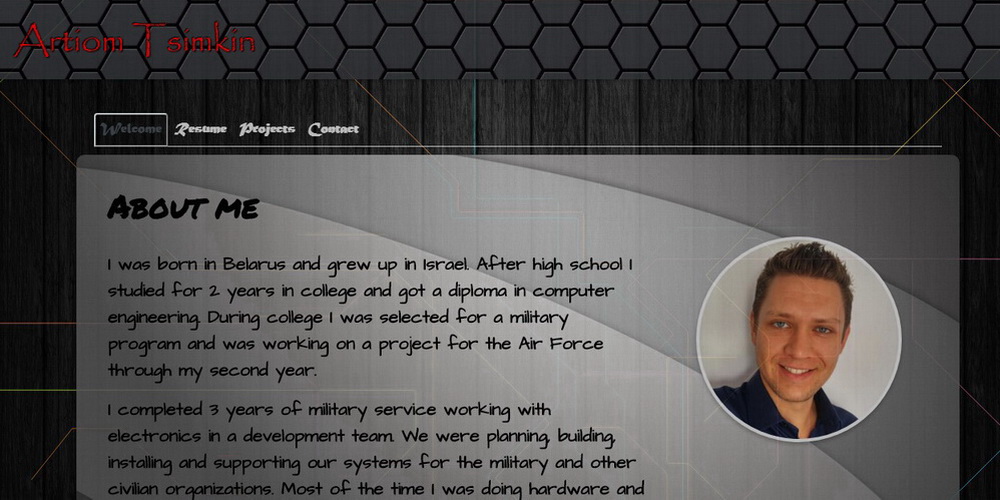 Artiom Tsimkin
Welcome Resume Projects Contact
About me
I was born in Belarus and grew up in Israel. After high school I
studied for 2 years in college and got a diploma in computer
engineering. During college I was selected for a military
program and was working on a project for the Air Force
through my second year.
I completed 3 years of military service working with
electronics in a development team. We were planning, building,
installing and supporting our systems for the military and other
civilian organizations. Most of the time I was doing hardware and